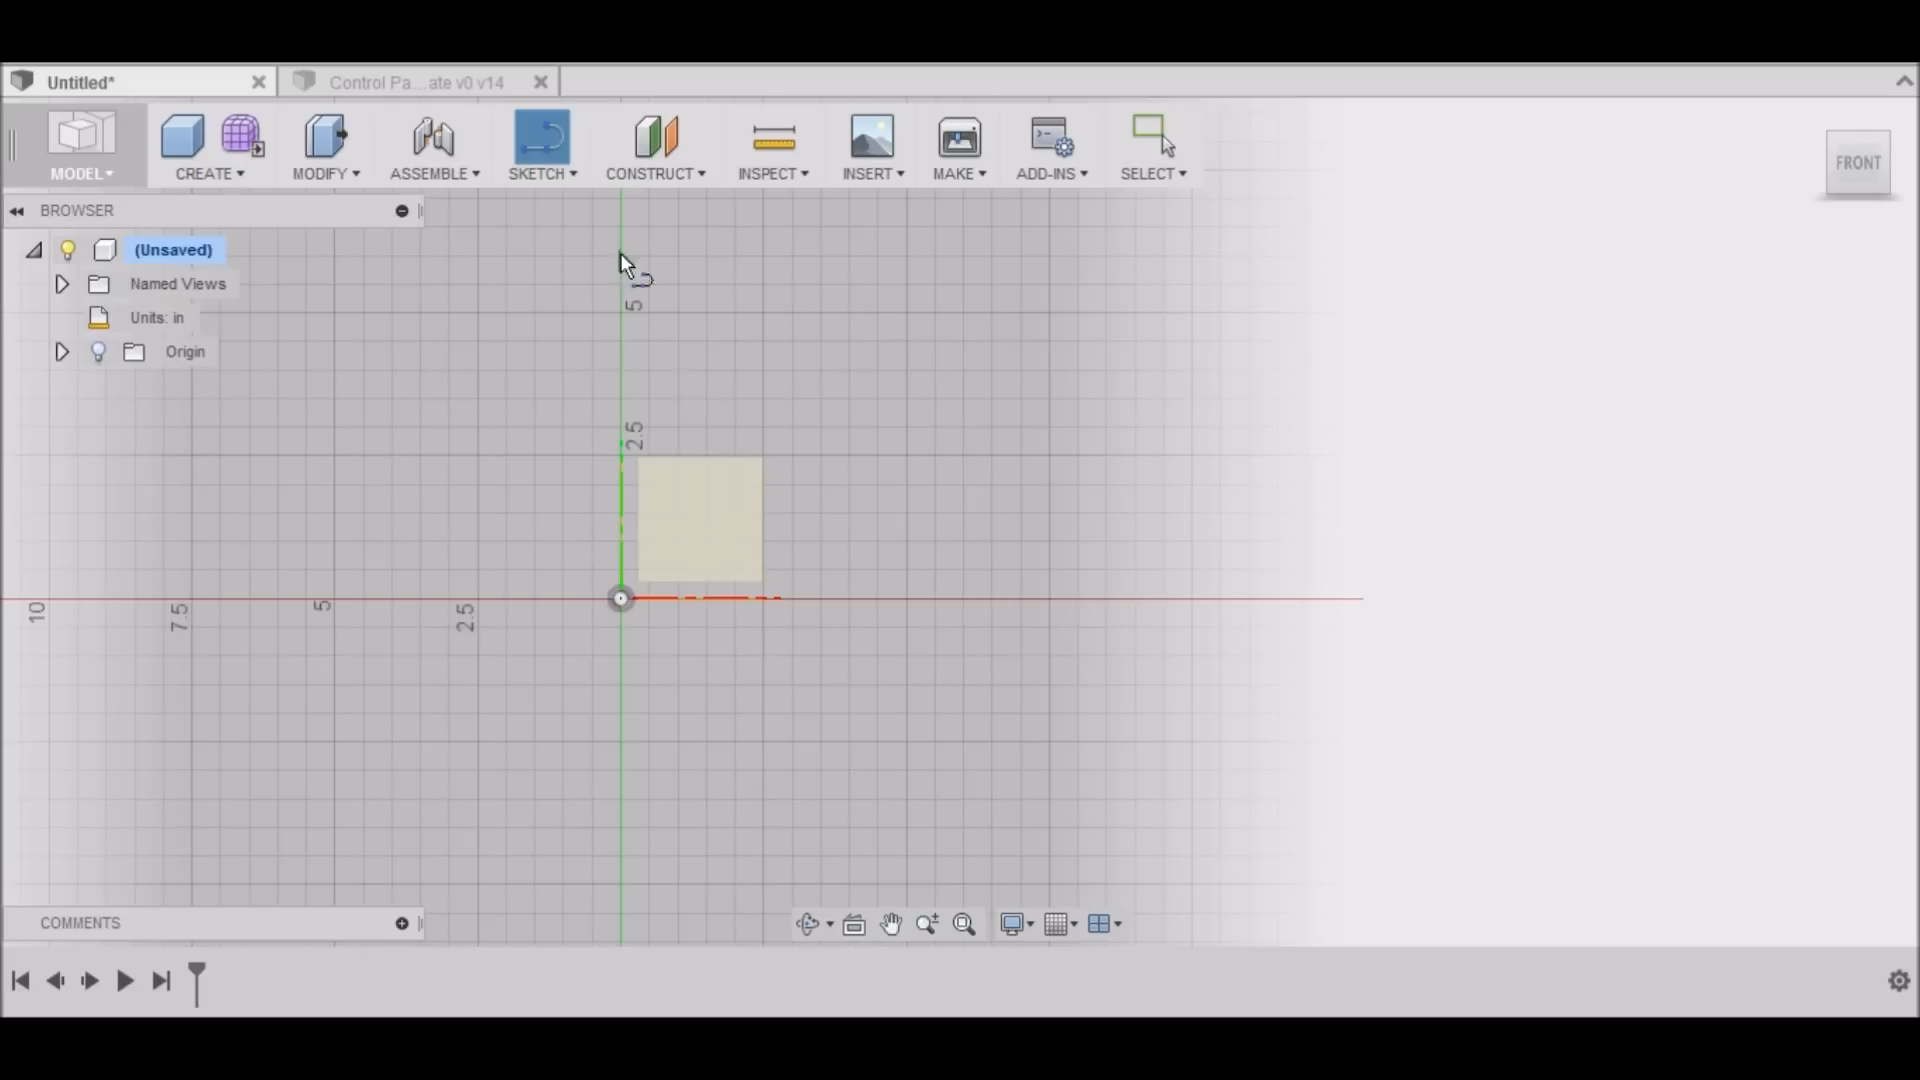 Untitled*
Control Pa...ate v0 v14
MODEL
CREATE
MODIFY
ASSEMBLE
SKETCH
CONSTRUCT
INSPECT
INSERT
MAKE
ADD-INS
SELECT
FRONT
BROWSER
(Unsaved)
Named Views
Units: in
Origin
5
2.5
10
7.5
5
2.5
COMMENTS